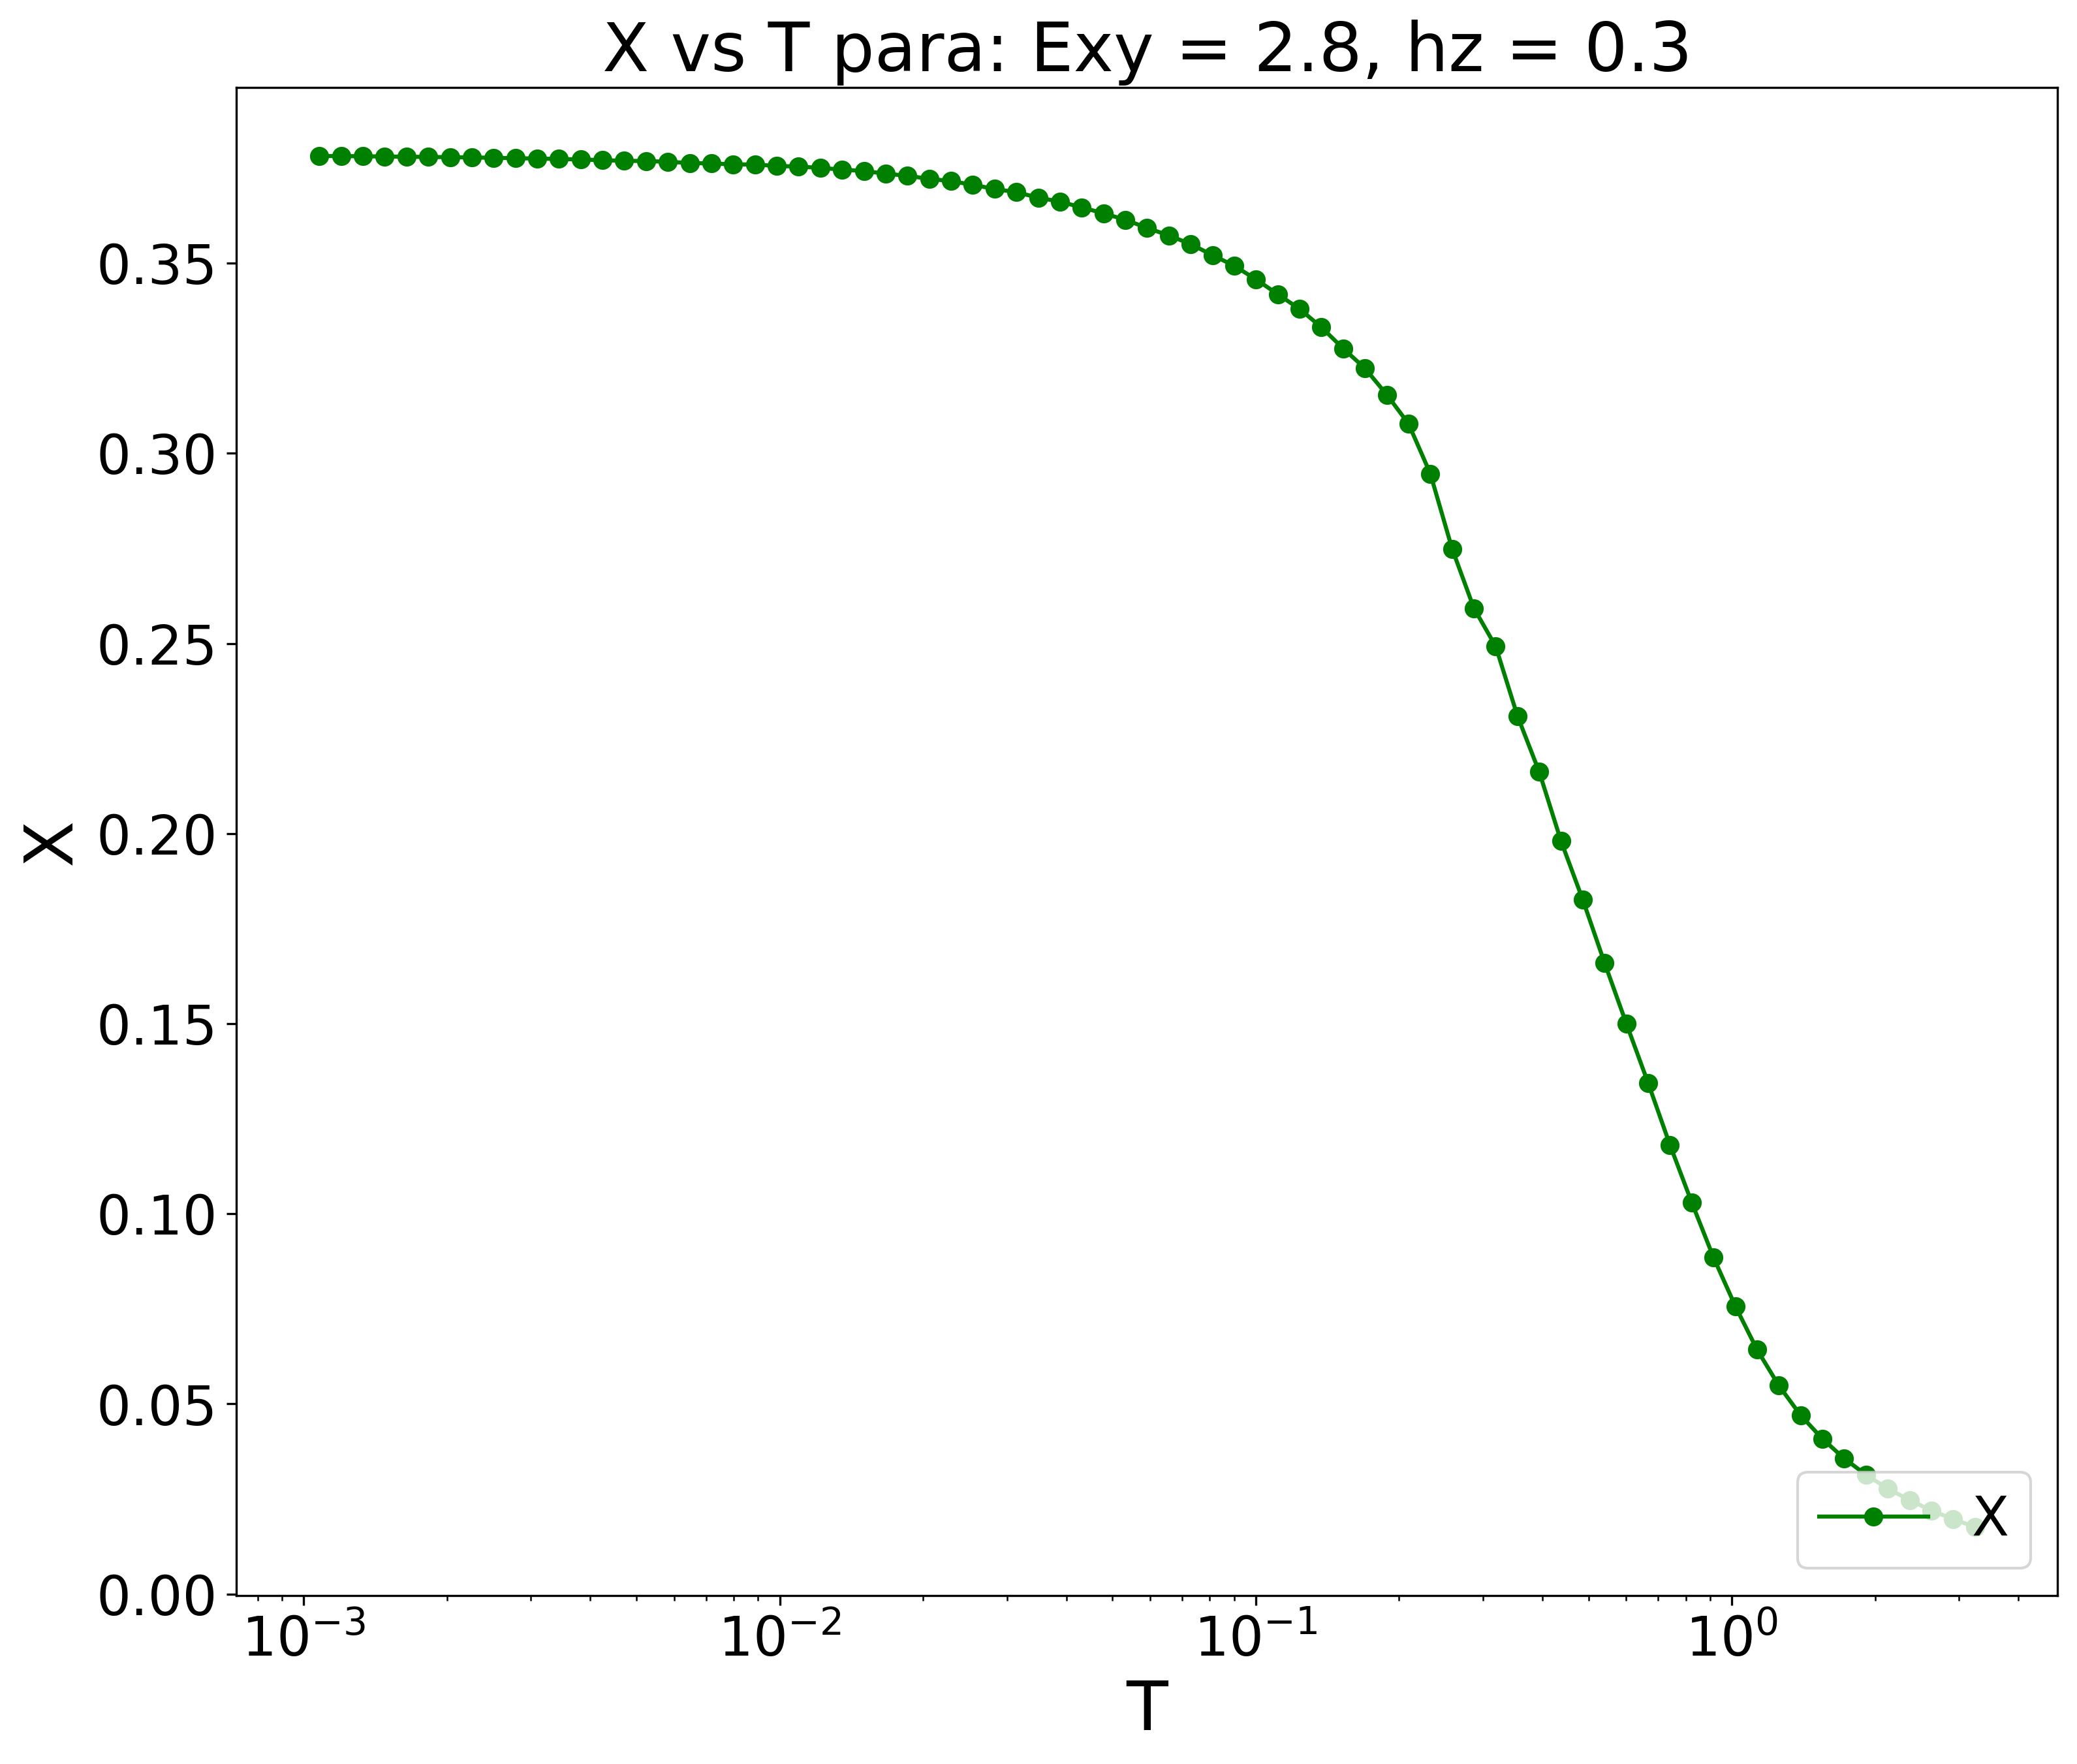 X vs T para: Exy = 2.8, hz = 0.3
X
0.35
0.30
0.25
0.20
0.15
0.10
0.05
0.00
X
10⁻³ 10⁻² 10⁻¹ 10⁰
T